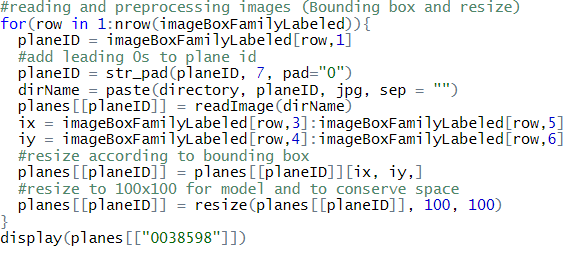 #reading and preprocessing images (Bounding box and resize)
for(row in 1:nrow(imageBoxFamilyLabeled)){
  planeID = imageBoxFamilyLabeled[row,1]
  #add leading 0s to plane id
  planeID = str_pad(planeID, 7, pad="0")
  dirName = paste(directory, planeID, jpg, sep = "")
  planes[[planeID]] = readImage(dirName)
  ix = imageBoxFamilyLabeled[row,3]:imageBoxFamilyLabeled[row,5]
  iy = imageBoxFamilyLabeled[row,4]:imageBoxFamilyLabeled[row,6]
  #resize according to bounding box
  planes[[planeID]] = planes[[planeID]][ix, iy,]
  #resize to 100x100 for model and to conserve space
  planes[[planeID]] = resize(planes[[planeID]], 100, 100)
}
display(planes[["0038598"]])